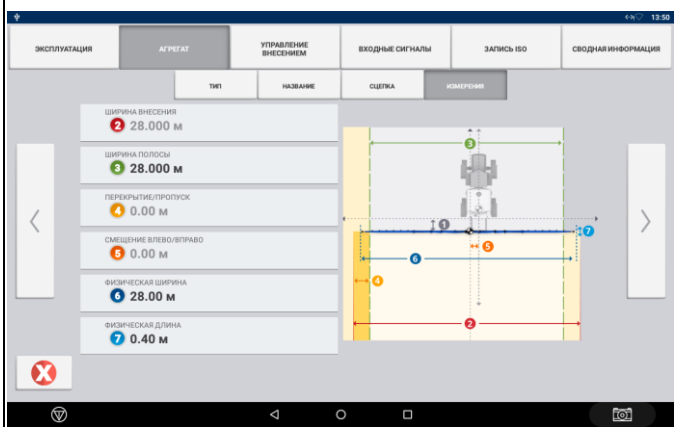 13:50
ЭКСПЛУАТАЦИЯ
АГРЕГАТ
УПРАВЛЕНИЕ
ВНЕСЕНИЕМ
ВХОДНЫЕ СИГНАЛЫ
ЗАПИСЬ ISO
СВОДНАЯ ИНФОРМАЦИЯ
ТИП
НАЗВАНИЕ
СЦЕПКА
ИЗМЕРЕНИЯ
ШИРИНА ВНЕСЕНИЯ
2 28.000 м
ШИРИНА ПОЛОСЫ
3 28.000 м
ПЕРЕКРЫТИЕ/ПРОПУСК
4 0.00 м
СМЕЩЕНИЕ ВЛЕВО/ВПРАВО
5 0.00 м
ФИЗИЧЕСКАЯ ШИРИНА
6 28.00 м
ФИЗИЧЕСКАЯ ДЛИНА
7 0.40 м
3
1
7
5
6
4
2